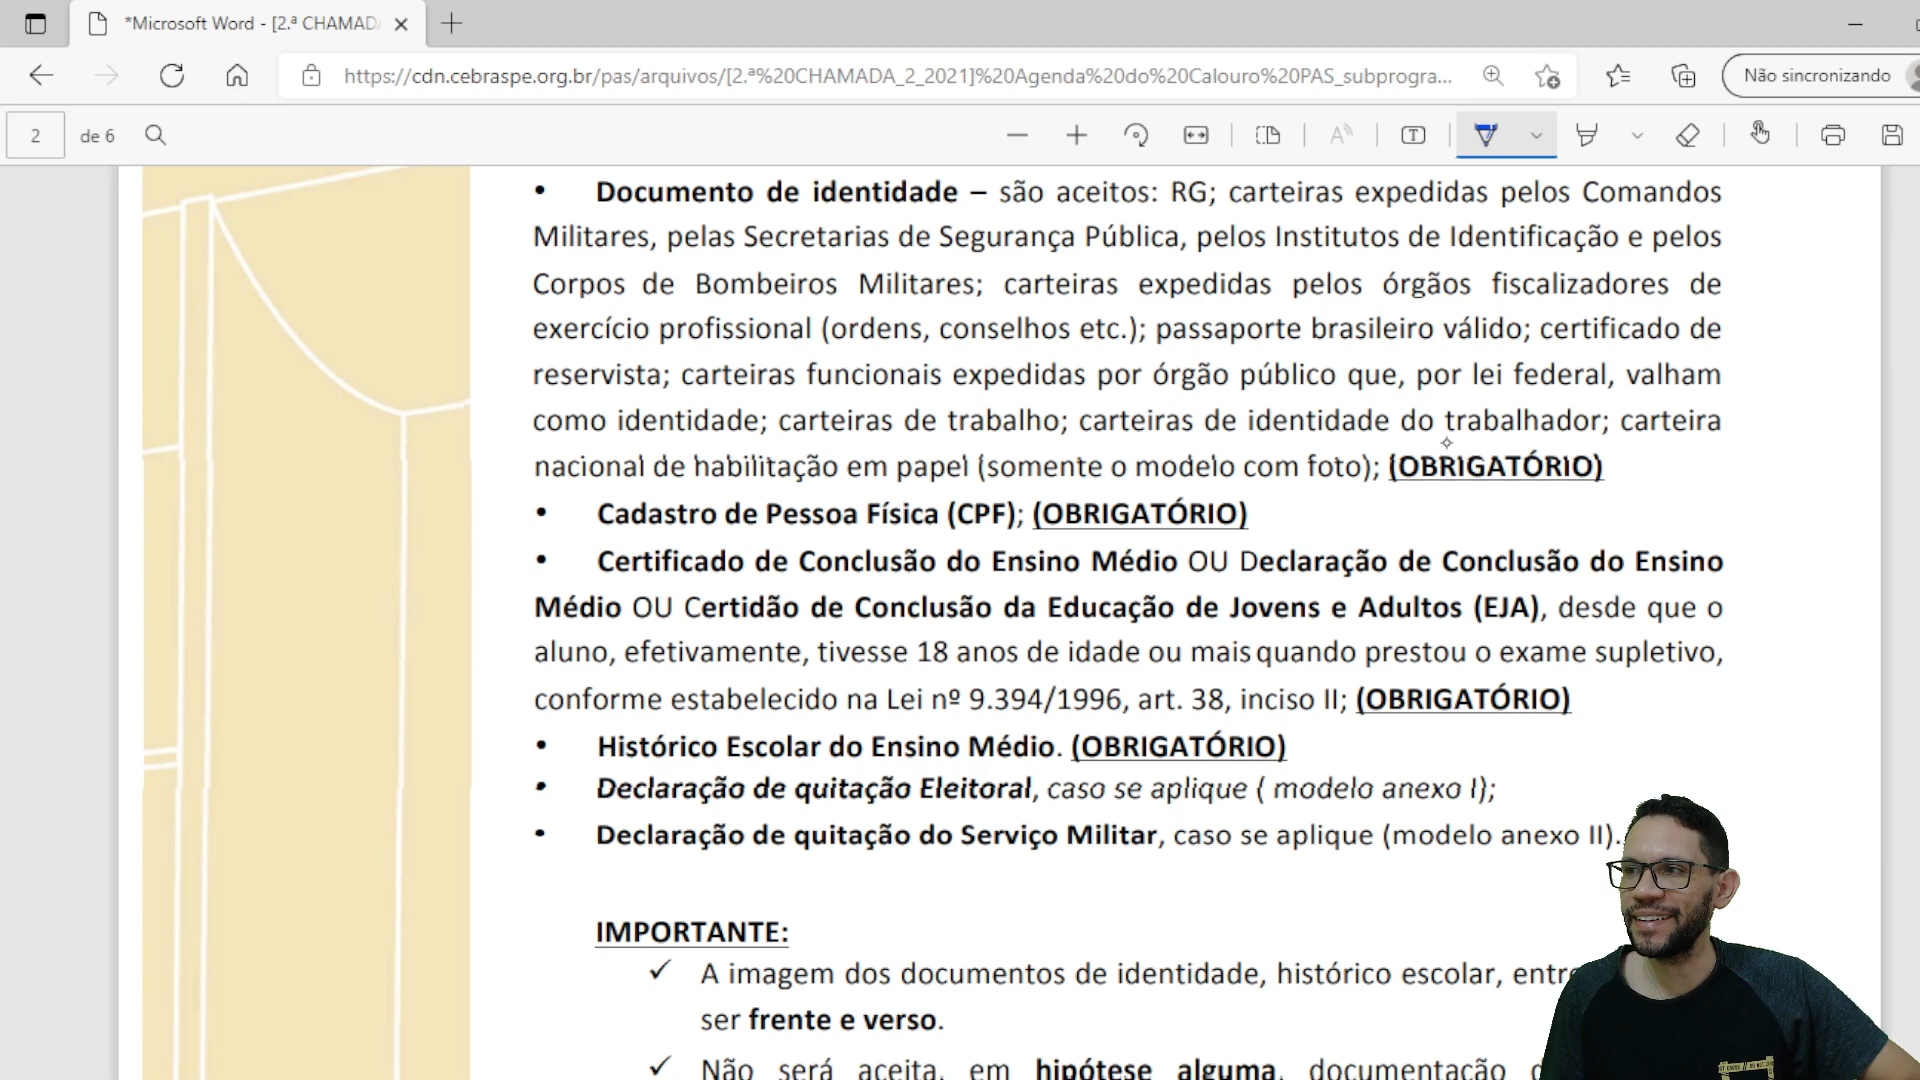 *Microsoft Word - [2.ª CHAMAD
https://cdn.cebraspe.org.br/pas/arquivos/[2.ª%20CHAMADA_2_2021]%20Agenda%20do%20Calouro%20PAS_subprogra...
Não sincronizando
2 de 6
• Documento de identidade – são aceitos: RG; carteiras expedidas pelos Comandos
Militares, pelas Secretarias de Segurança Pública, pelos Institutos de Identificação e pelos
Corpos de Bombeiros Militares; carteiras expedidas pelos órgãos fiscalizadores de
exercício profissional (ordens, conselhos etc.); passaporte brasileiro válido; certificado de
reservista; carteiras funcionais expedidas por órgão público que, por lei federal, valham
como identidade; carteiras de trabalho; carteiras de identidade do trabalhador; carteira
nacional de habilitação em papel (somente o modelo com foto); (OBRIGATÓRIO)
• Cadastro de Pessoa Física (CPF); (OBRIGATÓRIO)
• Certificado de Conclusão do Ensino Médio OU Declaração de Conclusão do Ensino
Médio OU Certidão de Conclusão da Educação de Jovens e Adultos (EJA), desde que o
aluno, efetivamente, tivesse 18 anos de idade ou mais quando prestou o exame supletivo,
conforme estabelecido na Lei nº 9.394/1996, art. 38, inciso II; (OBRIGATÓRIO)
• Histórico Escolar do Ensino Médio. (OBRIGATÓRIO)
• Declaração de quitação Eleitoral, caso se aplique ( modelo anexo I);
• Declaração de quitação do Serviço Militar, caso se aplique (modelo anexo II).
IMPORTANTE:
✓ A imagem dos documentos de identidade, histórico escolar, entre
ser frente e verso.
✓ Não será aceita, em hipótese alguma, documentação